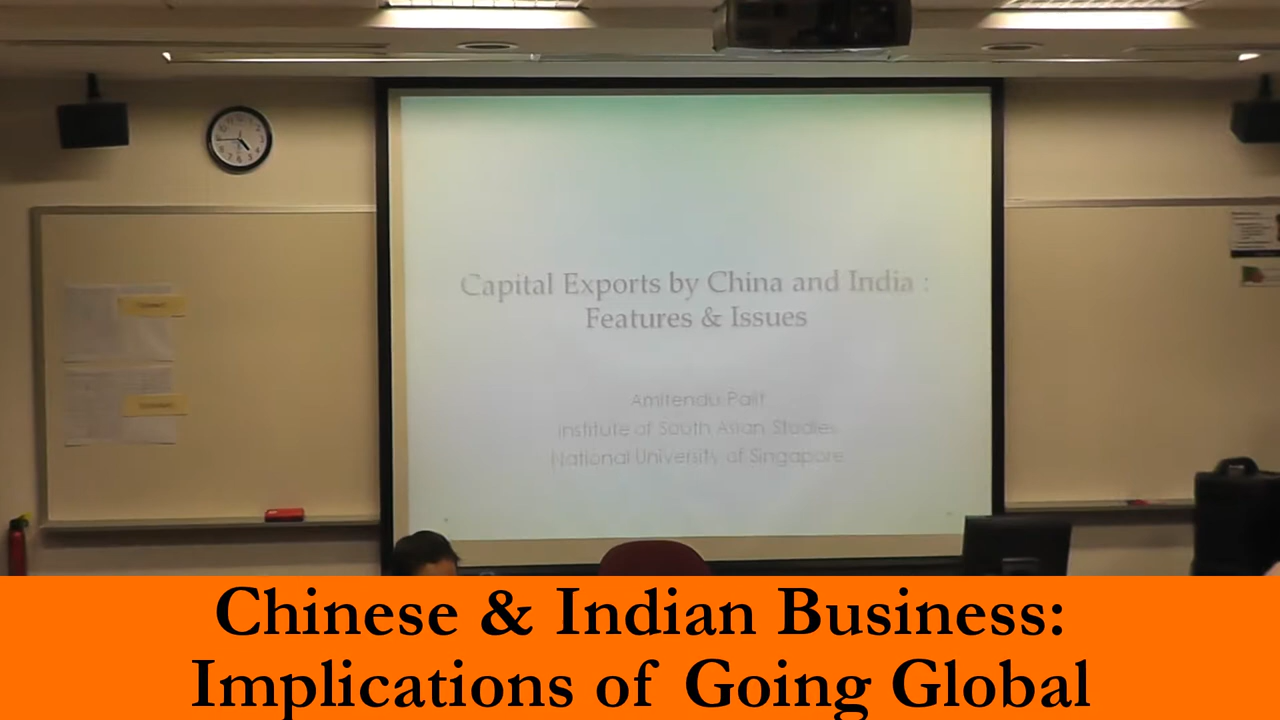 Capital Exports by China and India :
Features & Issues
Amitendu Palit
Institute of South Asian Studies
National University of Singapore
Chinese & Indian Business:
Implications of Going Global